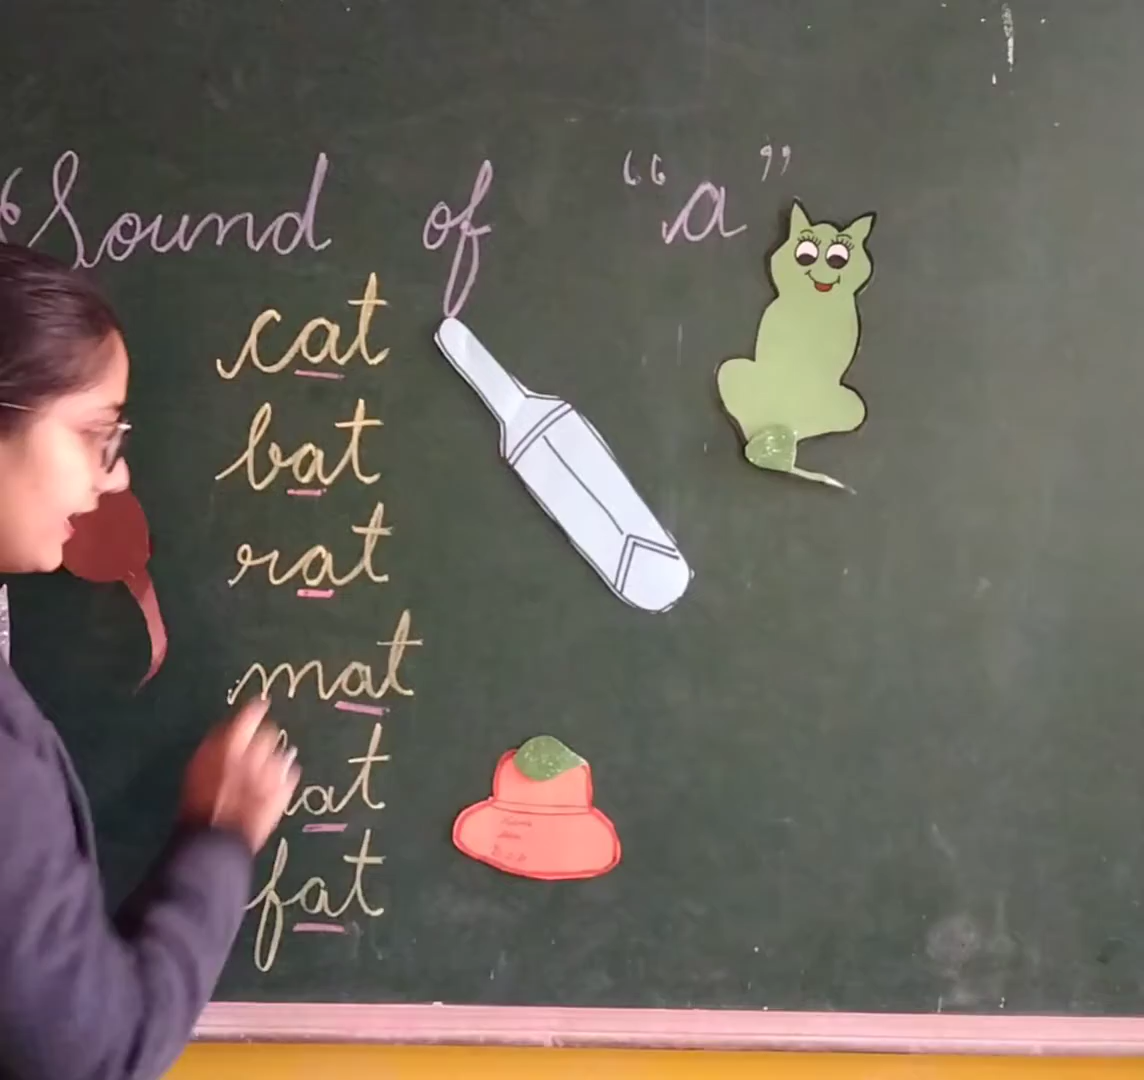 “Sound of “a”
cat
bat
rat
mat
fat